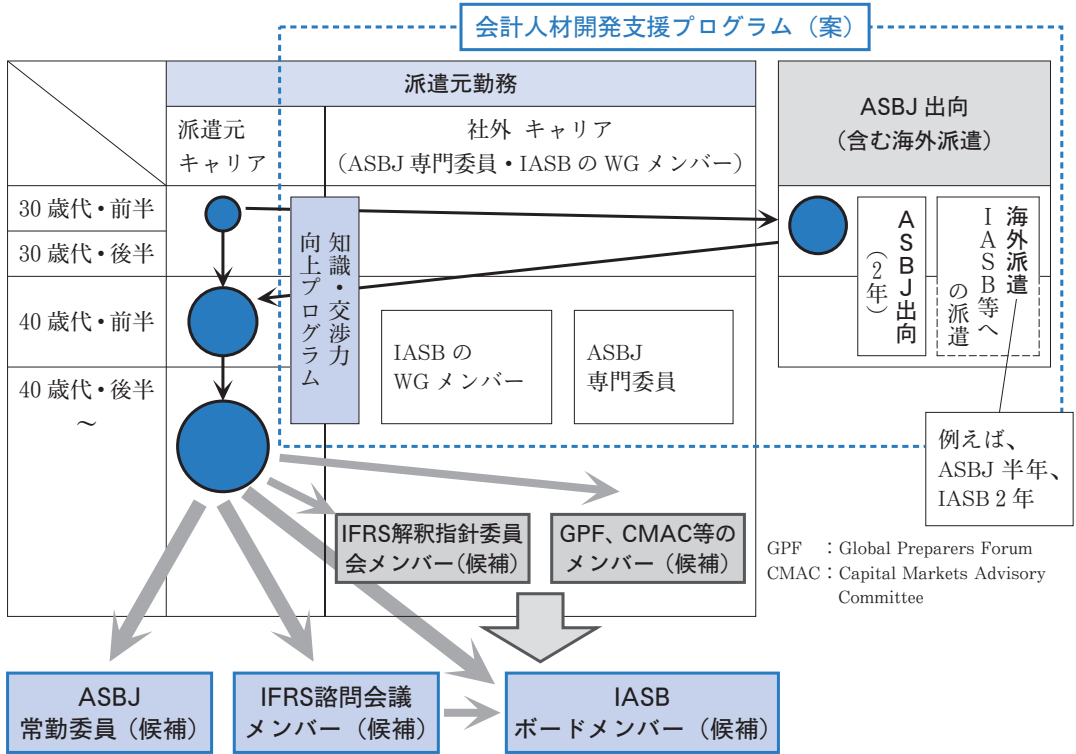 会計人材開発支援プログラム（案）
派遣元勤務
派遣元
キャリア
社外 キャリア
（ASBJ 専門委員・IASB の WG メンバー）
ASBJ 出向
（含む海外派遣）
30 歳代・前半
30 歳代・後半
40 歳代・前半
40 歳代・後半
～
知識・交渉力
向上プログラム
IASB の
WG メンバー
ASBJ
専門委員
ASBJ出向
（2年）
海外派遣
IASB等へ
の派遣
例えば、
ASBJ 半年、
IASB 2 年
IFRS解釈指針委員
会メンバー（候補）
GPF、CMAC等の
メンバー（候補）
GPF ：Global Preparers Forum
CMAC：Capital Markets Advisory
Committee
ASBJ
常勤委員（候補）
IFRS諮問会議
メンバー（候補）
IASB
ボードメンバー（候補）